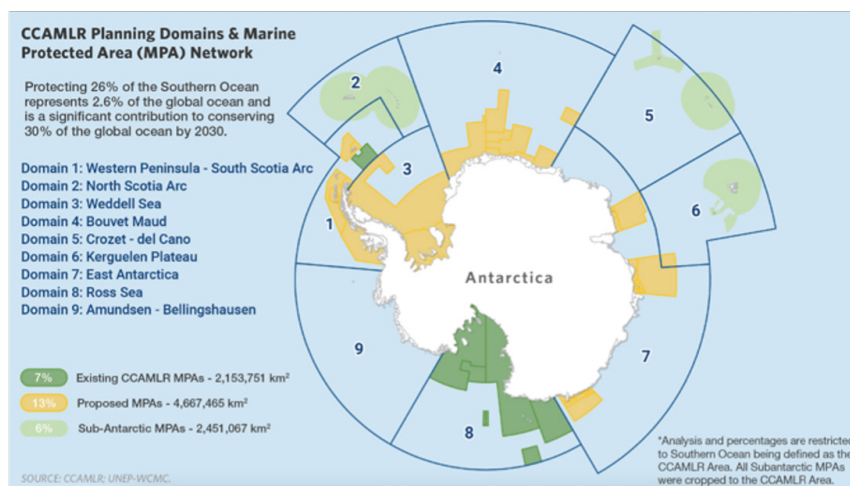 CCAMLR Planning Domains & Marine
Protected Area (MPA) Network
Protecting 26% of the Southern Ocean
represents 2.6% of the global ocean and
is a significant contribution to conserving
30% of the global ocean by 2030.
Domain 1: Western Peninsula - South Scotia Arc
Domain 2: North Scotia Arc
Domain 3: Weddell Sea
Domain 4: Bouvet Maud
Domain 5: Crozet - del Cano
Domain 6: Kerguelen Plateau
Domain 7: East Antarctica
Domain 8: Ross Sea
Domain 9: Amundsen - Bellingshausen
7% Existing CCAMLR MPAs - 2,153,751 km²
13% Proposed MPAs - 4,667,465 km²
6% Sub-Antarctic MPAs - 2,451,067 km²
SOURCE: CCAMLR; UNEP-WCMC.
2
4
5
3
6
1
Antarctica
9
7
8
*Analysis and percentages are restricted
to Southern Ocean being defined as the
CCAMLR Area. All Subantarctic MPAs
were cropped to the CCAMLR Area.